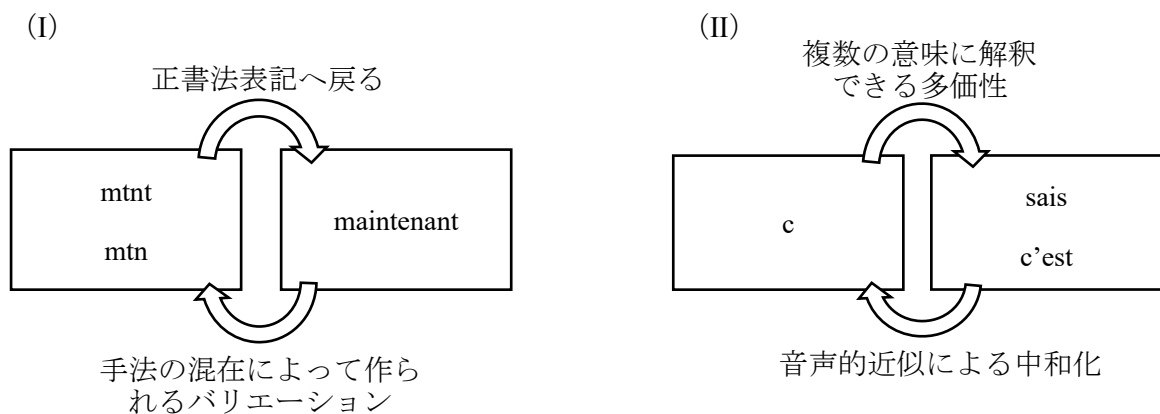 (I)
正書法表記へ戻る
mtnt
mtn
maintenant
手法の混在によって作ら
れるバリエーション
(II)
複数の意味に解釈
できる多価性
c
sais
c’est
音声的近似による中和化